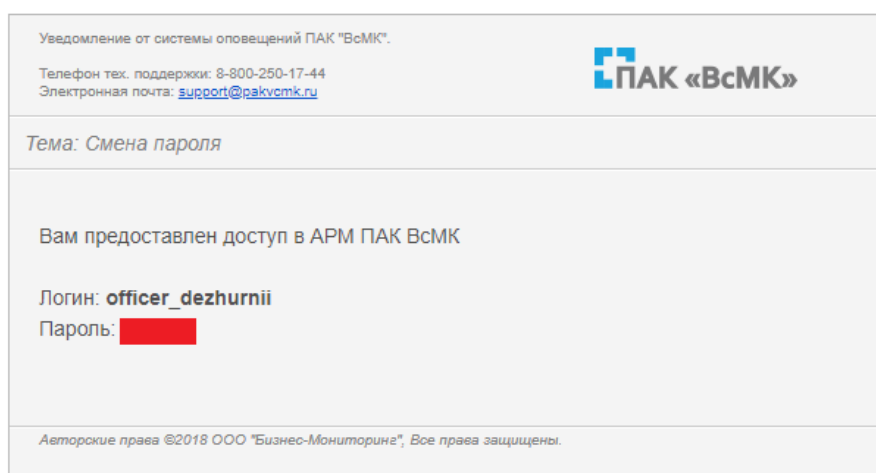 Уведомление от системы оповещений ПАК "ВсМК".
Телефон тех. поддержки: 8-800-250-17-44
Электронная почта: support@pakvcmk.ru
ПАК «ВсМК»
Тема: Смена пароля
Вам предоставлен доступ в АРМ ПАК ВсМК
Логин: officer_dezhurnii
Пароль:
Авторские права ©2018 ООО "Бизнес-Мониторинг", Все права защищены.